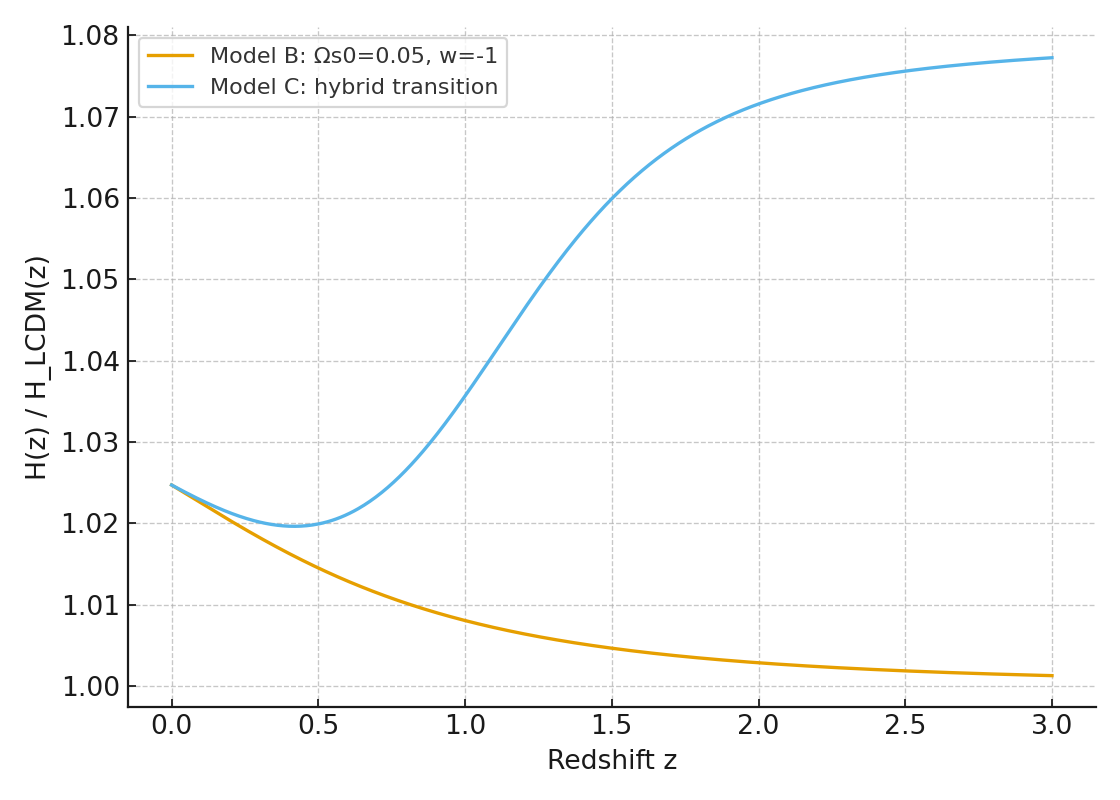 Model B: Ωs0=0.05, w=-1
Model C: hybrid transition
H(z) / H_LCDM(z)
1.08
1.07
1.06
1.05
1.04
1.03
1.02
1.01
1.00
0.0 0.5 1.0 1.5 2.0 2.5 3.0
Redshift z